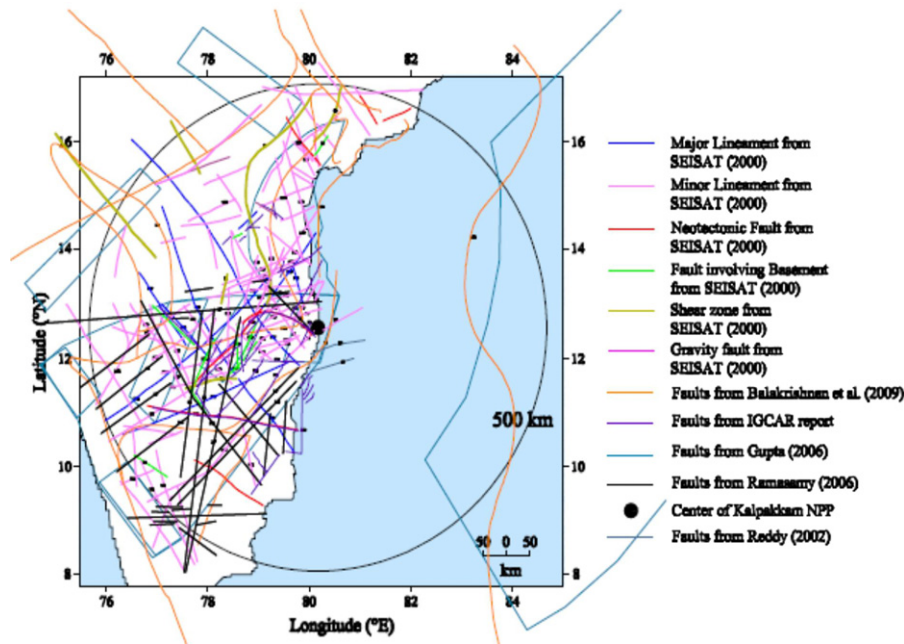 76 78 80 82 84
16 16
14 14
12 12
10 10
8 8
76 78 80 82 84
Latitude (°N)
Longitude (°E)
500 km
50 0 50
km
Major Lineament from
SEISAT (2000)
Minor Lineament from
SEISAT (2000)
Neotectonic Fault from
SEISAT (2000)
Fault involving Basement
from SEISAT (2000)
Shear zone from
SEISAT (2000)
Gravity fault from
SEISAT (2000)
Faults from Balakrishnan et al. (2009)
Faults from IGCAR report
Faults from Gupta (2006)
Faults from Ramasamy (2006)
Center of Kalpakkam NPP
Faults from Reddy (2002)